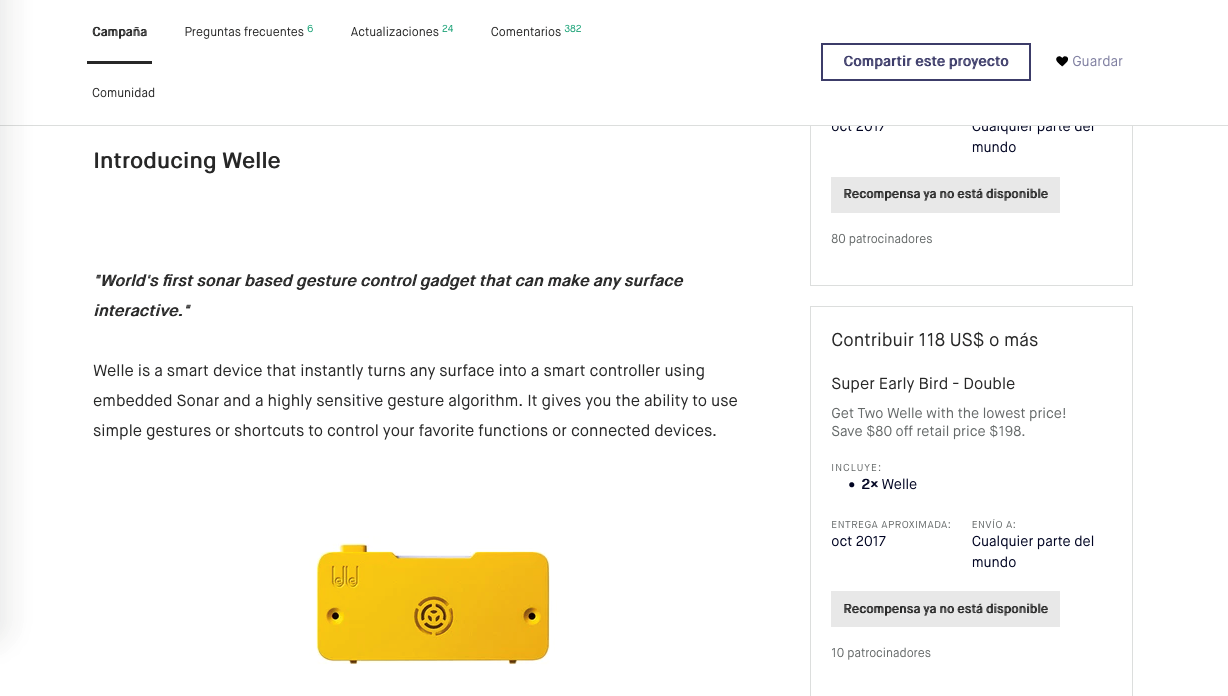 Campaña
Preguntas frecuentes 6
Actualizaciones 24
Comentarios 382
Comunidad
Compartir este proyecto
Guardar
Introducing Welle
"World's first sonar based gesture control gadget that can make any surface
interactive."
Welle is a smart device that instantly turns any surface into a smart controller using
embedded Sonar and a highly sensitive gesture algorithm. It gives you the ability to use
simple gestures or shortcuts to control your favorite functions or connected devices.
oct 2017
Cualquier parte del
mundo
Recompensa ya no está disponible
80 patrocinadores
Contribuir 118 US$ o más
Super Early Bird - Double
Get Two Welle with the lowest price!
Save $80 off retail price $198.
INCLUYE:
• 2× Welle
ENTREGA APROXIMADA:
oct 2017
ENVÍO A:
Cualquier parte del
mundo
Recompensa ya no está disponible
10 patrocinadores